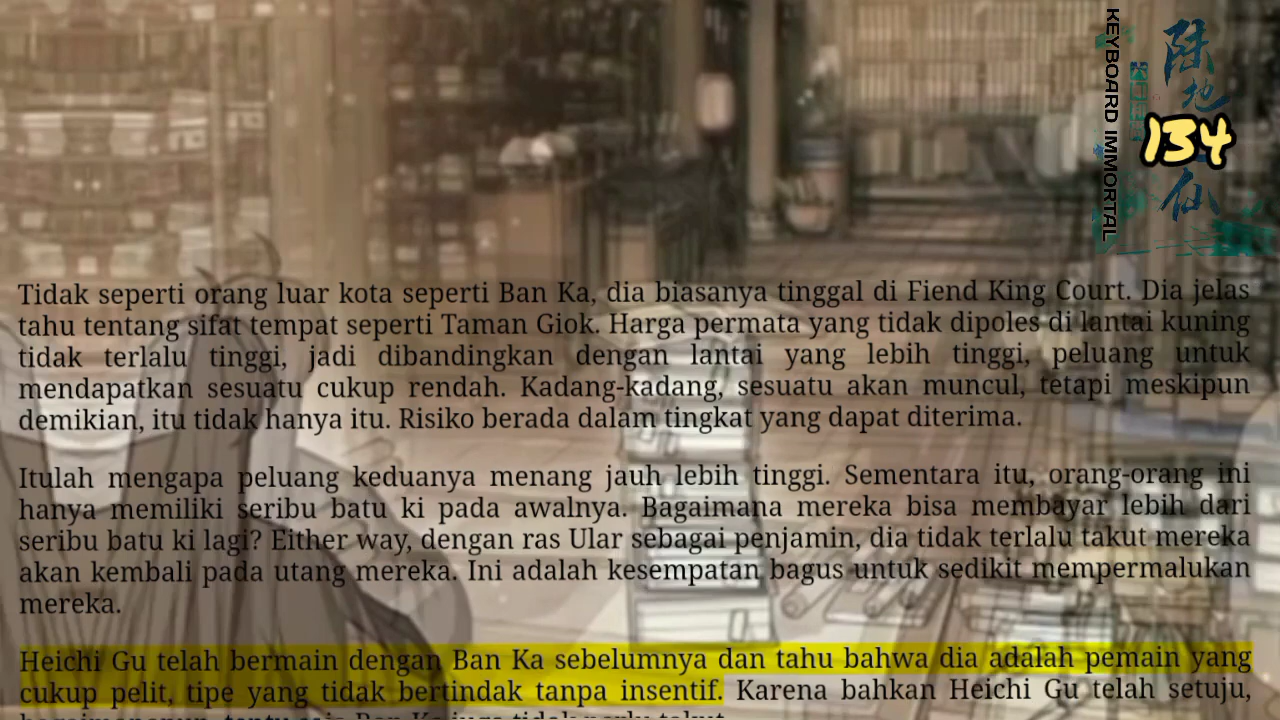 KEYBOARD IMMORTAL
陸地
仙
134
Tidak seperti orang luar kota seperti Ban Ka, dia biasanya tinggal di Fiend King Court. Dia jelas
tahu tentang sifat tempat seperti Taman Giok. Harga permata yang tidak dipoles di lantai kuning
tidak terlalu tinggi, jadi dibandingkan dengan lantai yang lebih tinggi, peluang untuk
mendapatkan sesuatu cukup rendah. Kadang-kadang, sesuatu akan muncul, tetapi meskipun
demikian, itu tidak hanya itu. Risiko berada dalam tingkat yang dapat diterima.
Itulah mengapa peluang keduanya menang jauh lebih tinggi. Sementara itu, orang-orang ini
hanya memiliki seribu batu ki pada awalnya. Bagaimana mereka bisa membayar lebih dari
seribu batu ki lagi? Either way, dengan ras Ular sebagai penjamin, dia tidak terlalu takut mereka
akan kembali pada utang mereka. Ini adalah kesempatan bagus untuk sedikit mempermalukan
mereka.
Heichi Gu telah bermain dengan Ban Ka sebelumnya dan tahu bahwa dia adalah pemain yang
cukup pelit, tipe yang tidak bertindak tanpa insentif. Karena bahkan Heichi Gu telah setuju,